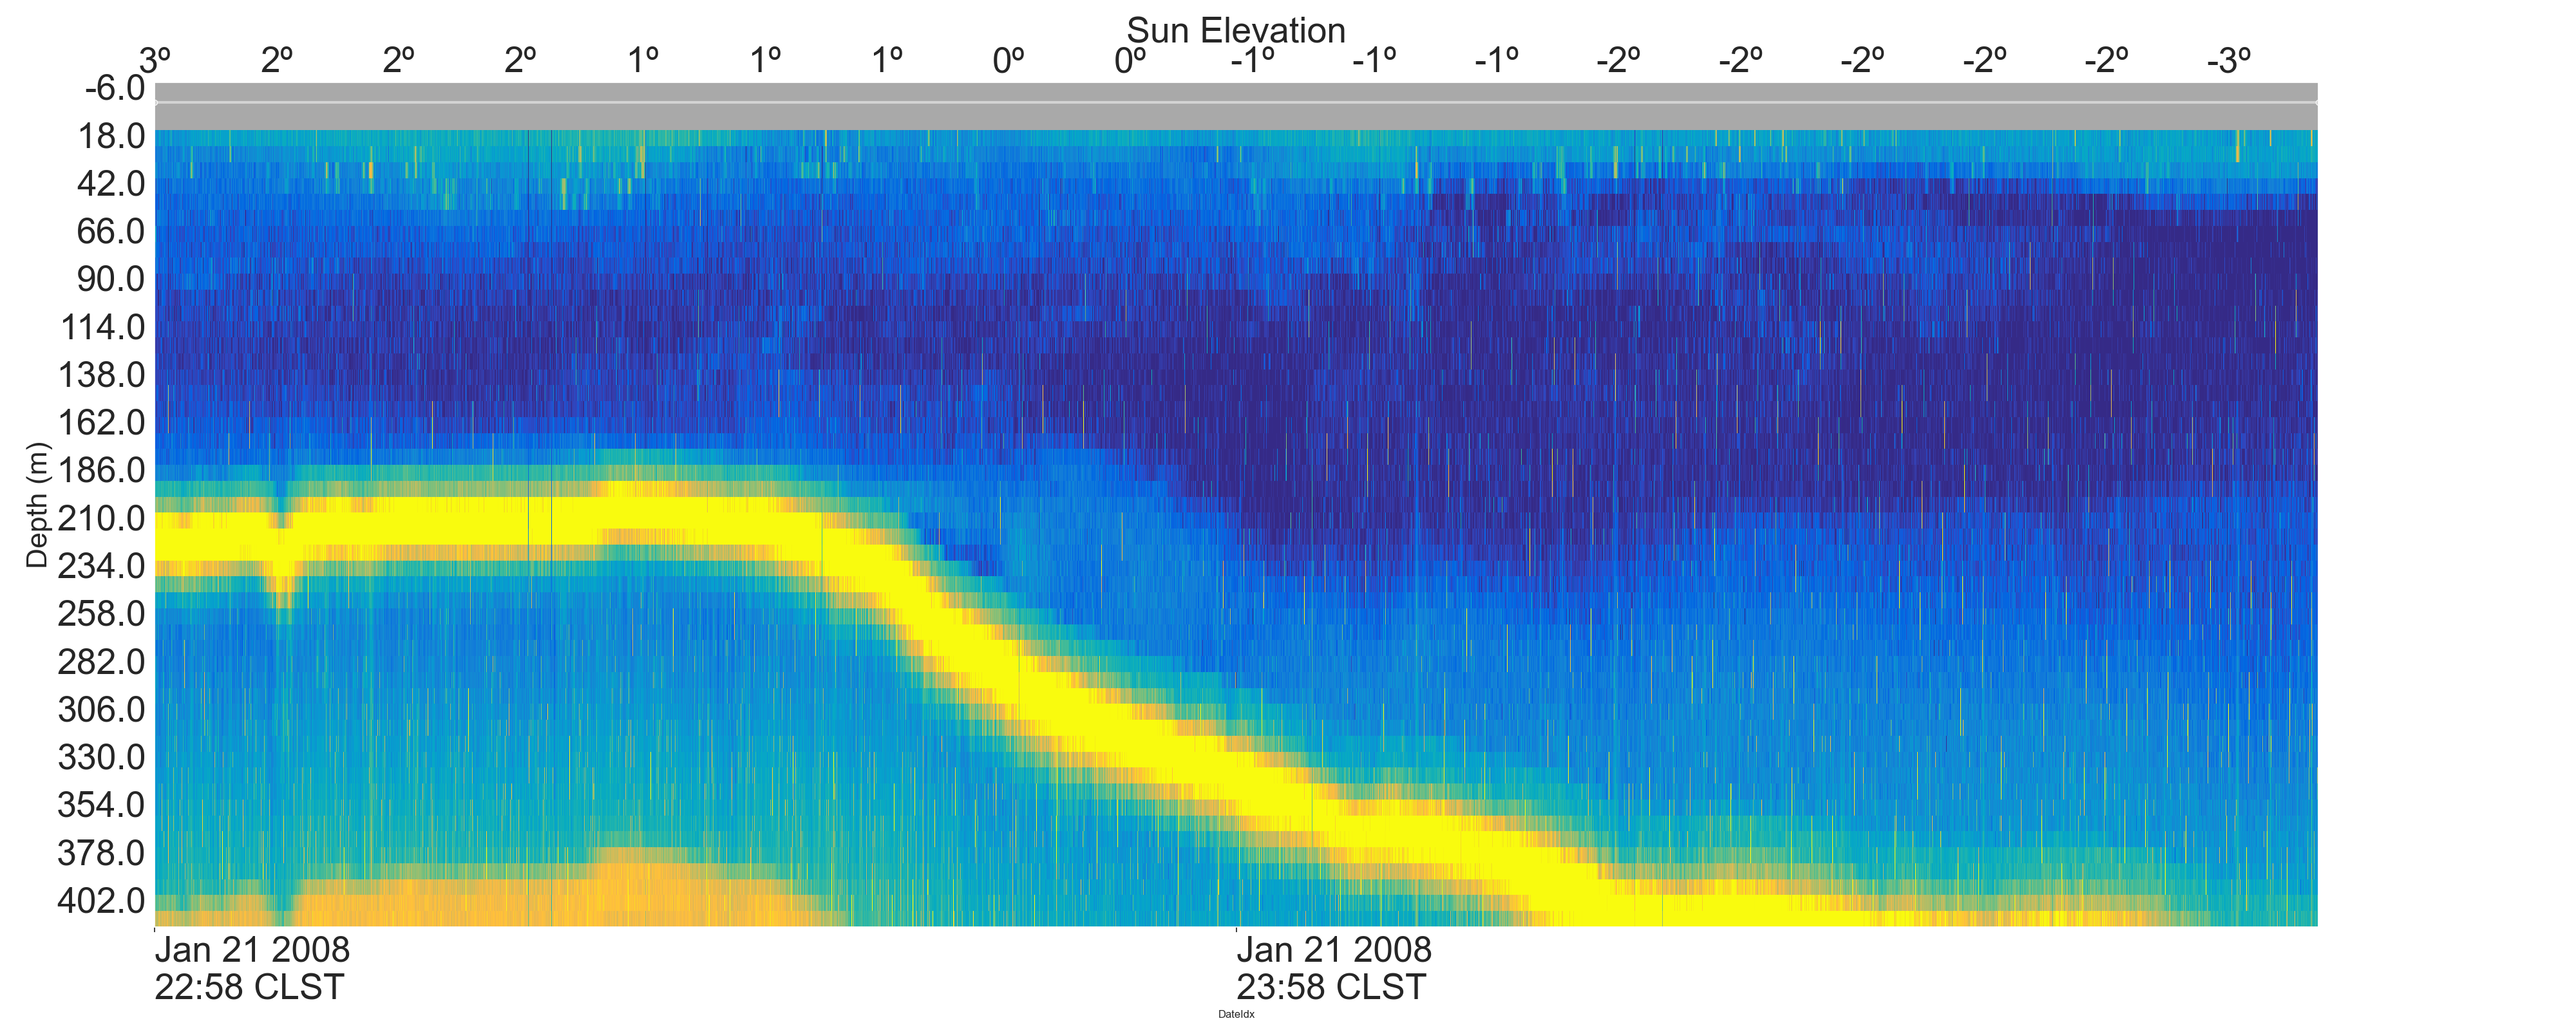 Sun Elevation
3º 2º 2º 2º 1º 1º 1º 0º 0º -1º -1º -1º -2º -2º -2º -2º -2º -3º
-6.0
18.0
42.0
66.0
90.0
114.0
138.0
162.0
186.0
210.0
234.0
258.0
282.0
306.0
330.0
354.0
378.0
402.0
Depth (m)
Jan 21 2008
22:58 CLST
Jan 21 2008
23:58 CLST
DateIdx